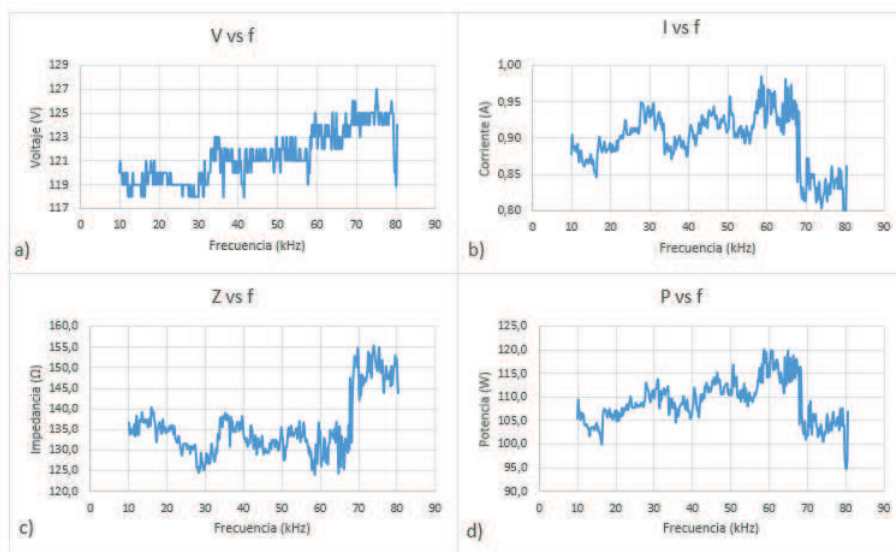 V vs f
129
127
125
123
121
119
117
Voltaje (V)
0 10 20 30 40 50 60 70 80 90
Frecuencia (kHz)
a)
I vs f
1,00
0,95
0,90
0,85
0,80
Corriente (A)
0 10 20 30 40 50 60 70 80 90
Frecuencia (kHz)
b)
Z vs f
160,0
155,0
150,0
145,0
140,0
135,0
130,0
125,0
120,0
Impedancia (Ω)
0 10 20 30 40 50 60 70 80 90
Frecuencia (kHz)
c)
P vs f
125,0
120,0
115,0
110,0
105,0
100,0
95,0
90,0
Potencia (W)
0 10 20 30 40 50 60 70 80 90
Frecuencia (kHz)
d)